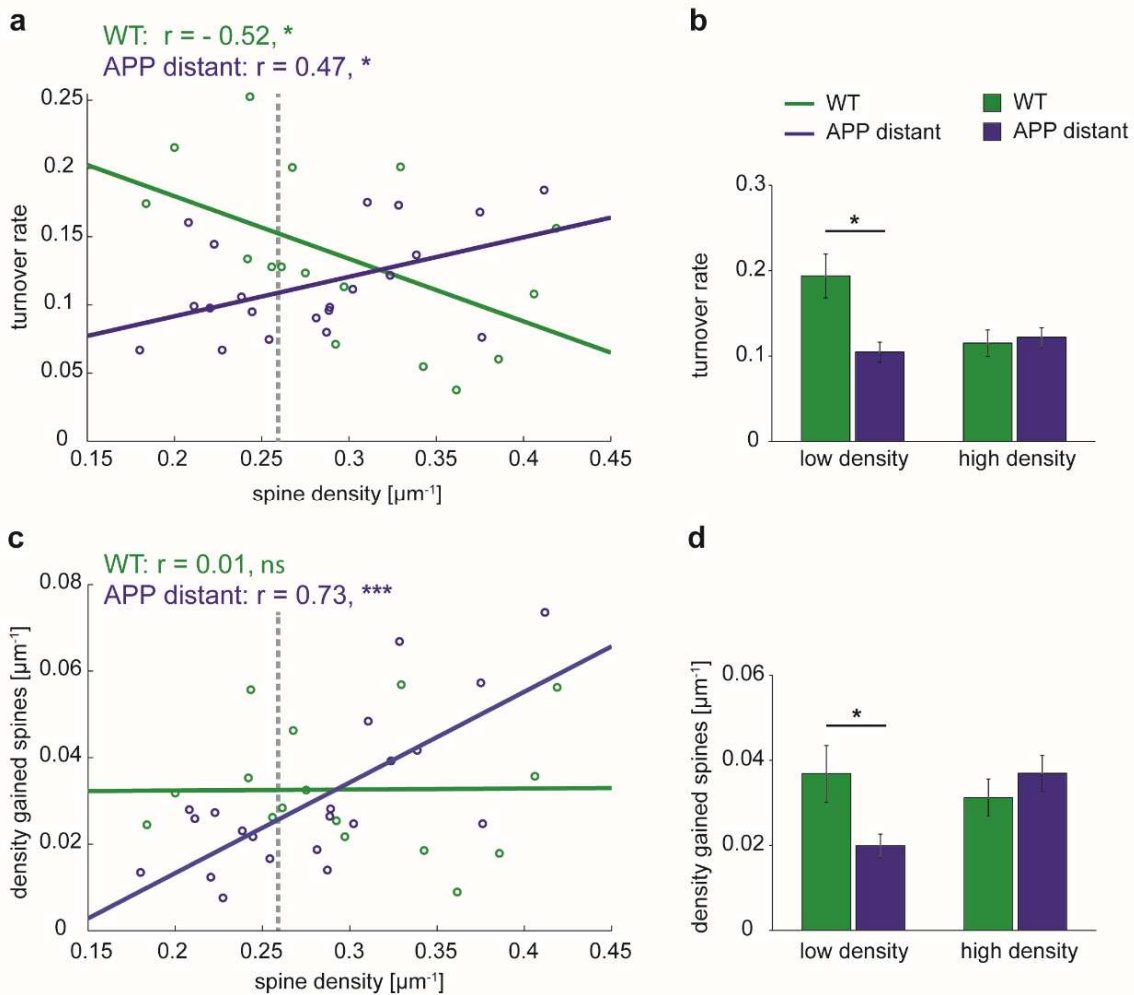 a
WT: r = - 0.52, *
APP distant: r = 0.47, *
0.25
0.2
0.15
0.1
0.05
0
turnover rate
0.15 0.2 0.25 0.3 0.35 0.4 0.45
spine density [µm⁻¹]
b
WT WT
APP distant APP distant
0.3
0.2
0.1
0
turnover rate
*
low density high density
c
WT: r = 0.01, ns
APP distant: r = 0.73, ***
0.08
0.06
0.04
0.02
0
density gained spines [µm⁻¹]
0.15 0.2 0.25 0.3 0.35 0.4 0.45
spine density [µm⁻¹]
d
0.06
0.04
0.02
0
density gained spines [µm⁻¹]
*
low density high density